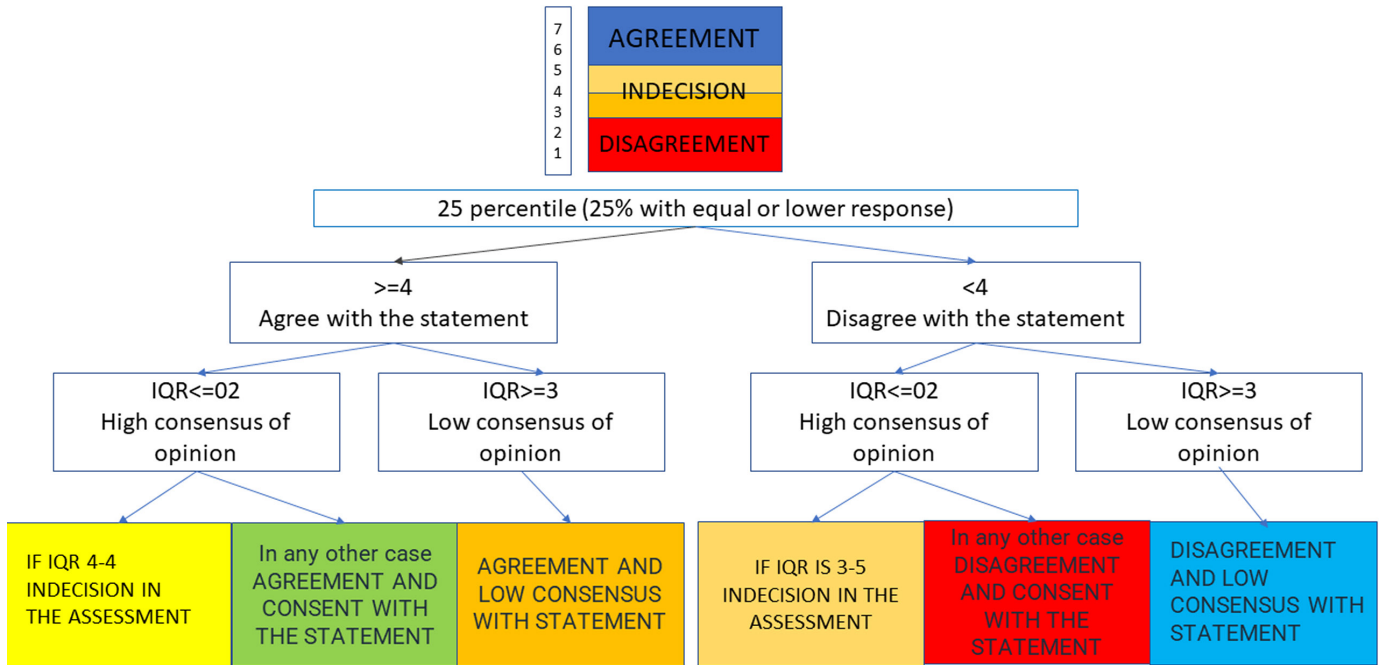 7
6
5
4
3
2
1
AGREEMENT
INDECISION
DISAGREEMENT
25 percentile (25% with equal or lower response)
>=4
Agree with the statement
<4
Disagree with the statement
IQR<=02
High consensus of
opinion
IQR>=3
Low consensus of
opinion
IQR<=02
High consensus of
opinion
IQR>=3
Low consensus of
opinion
IF IQR 4-4
INDECISION IN
THE ASSESSMENT
In any other case
AGREEMENT AND
CONSENT WITH
THE STATEMENT
AGREEMENT AND
LOW CONSENSUS
WITH STATEMENT
IF IQR IS 3-5
INDECISION IN THE
ASSESSMENT
In any other case
DISAGREEMENT
AND CONSENT
WITH THE
STATEMENT
DISAGREEMENT
AND LOW
CONSENSUS WITH
STATEMENT